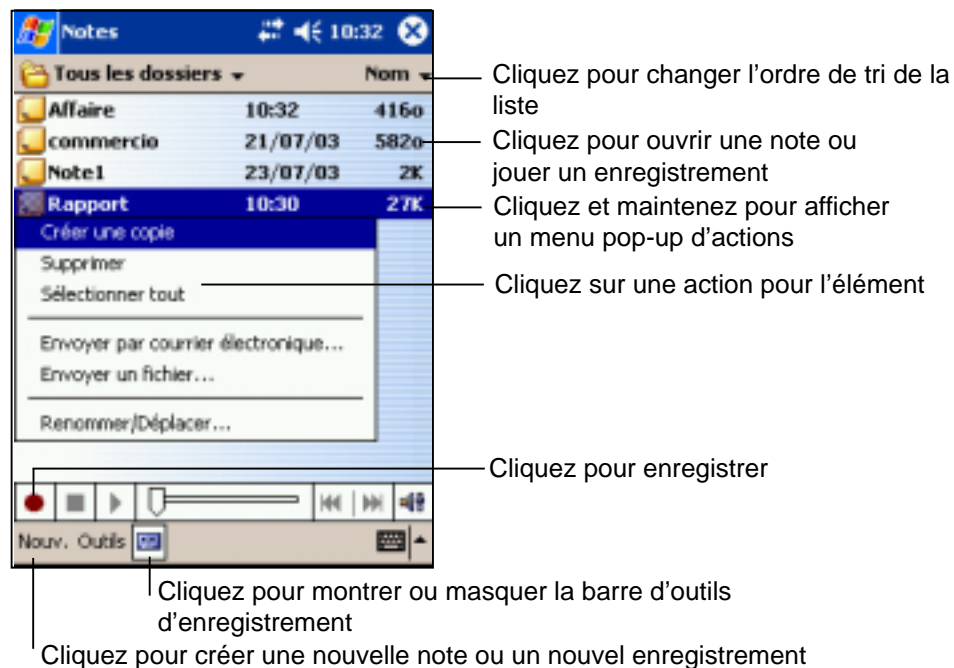 Notes 10:32
Tous les dossiers Nom
Affaire 10:32 416o
commercio 21/07/03 582o
Note1 23/07/03 2K
Rapport 10:30 27K
Créer une copie
Supprimer
Sélectionner tout
Envoyer par courrier électronique...
Envoyer un fichier...
Renommer/Déplacer...
Nouv. Outils
Cliquez pour changer l’ordre de tri de la
liste
Cliquez pour ouvrir une note ou
jouer un enregistrement
Cliquez et maintenez pour afficher
un menu pop-up d’actions
Cliquez sur une action pour l’élément
Cliquez pour enregistrer
Cliquez pour montrer ou masquer la barre d’outils
d’enregistrement
Cliquez pour créer une nouvelle note ou un nouvel enregistrement